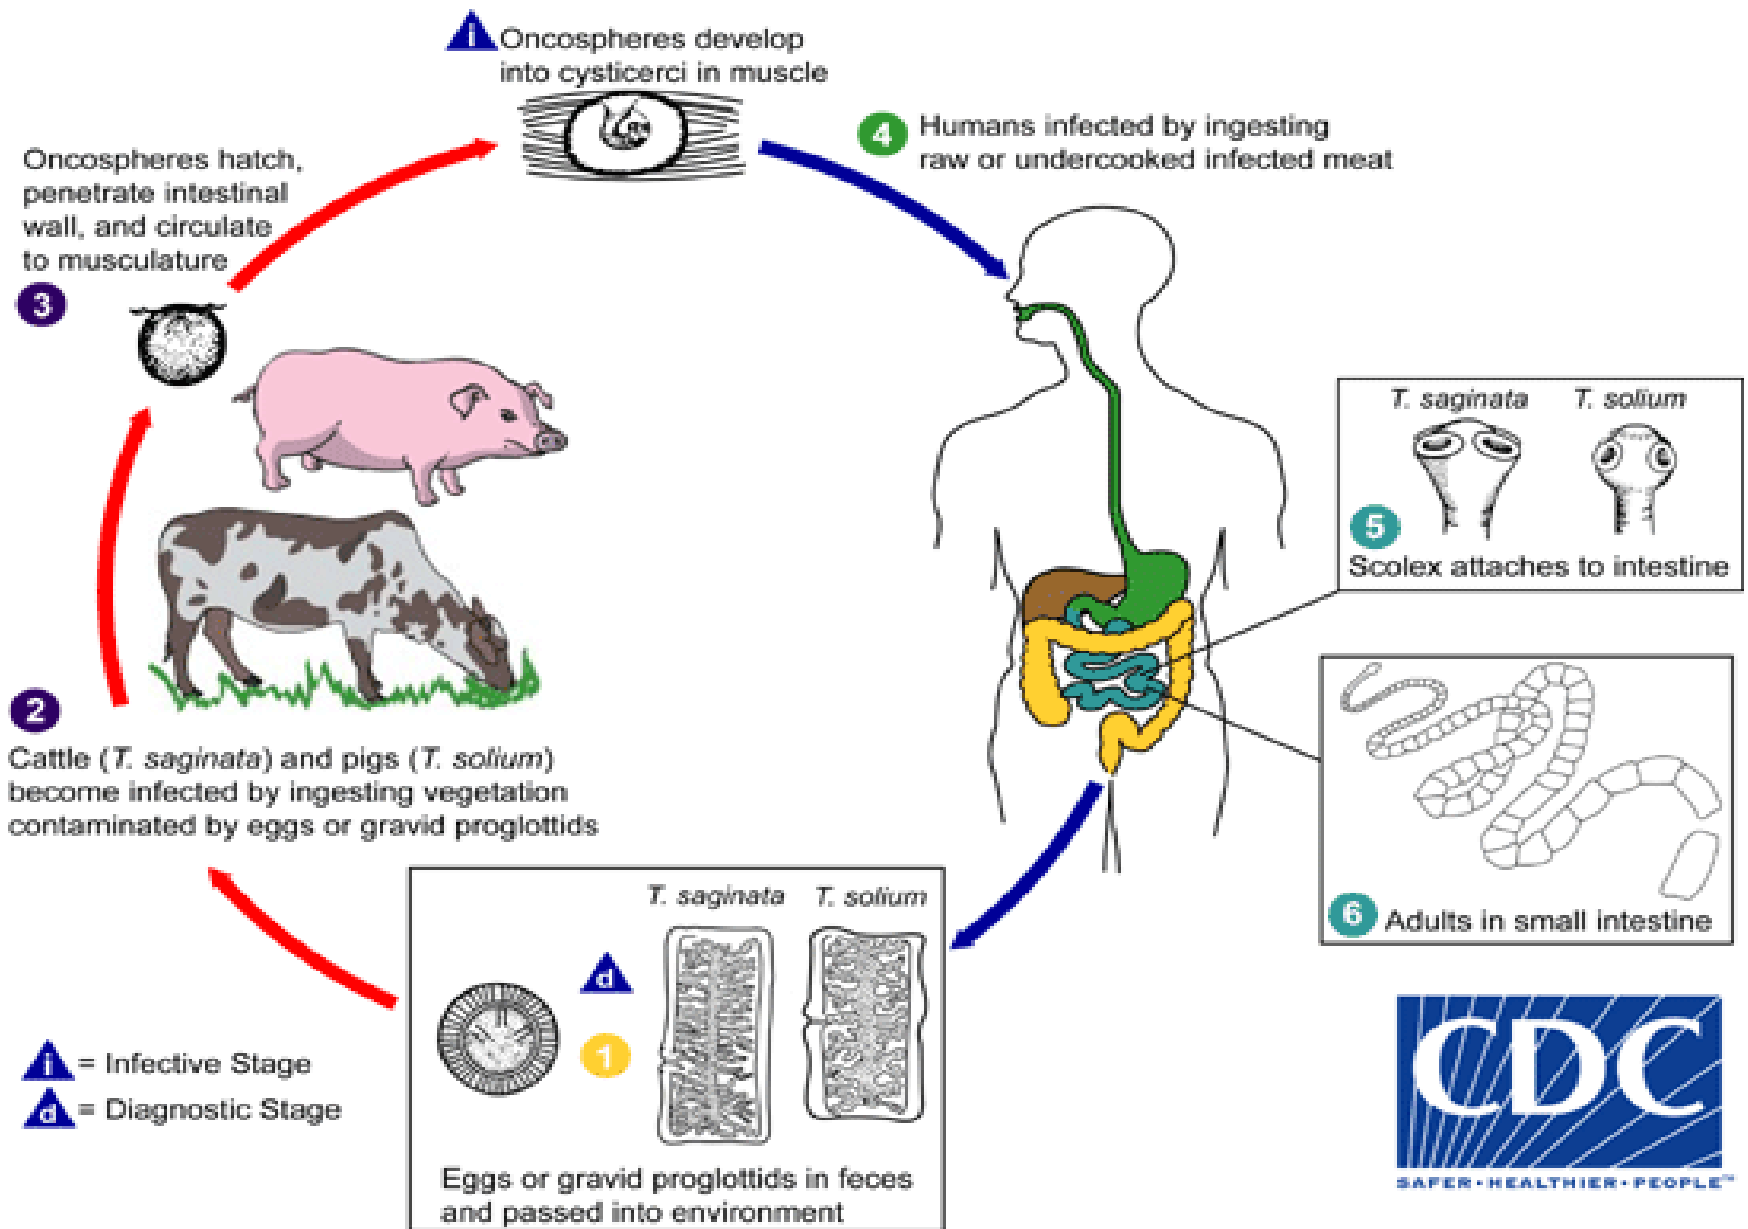 i Oncospheres develop
into cysticerci in muscle
4 Humans infected by ingesting
raw or undercooked infected meat
Oncospheres hatch,
penetrate intestinal
wall, and circulate
to musculature
3
T. saginata T. solium
5
Scolex attaches to intestine
2
Cattle (T. saginata) and pigs (T. solium)
become infected by ingesting vegetation
contaminated by eggs or gravid proglottids
6 Adults in small intestine
T. saginata T. solium
d
1
Eggs or gravid proglottids in feces
and passed into environment
i = Infective Stage
d = Diagnostic Stage
CDC
SAFER • HEALTHIER • PEOPLE™